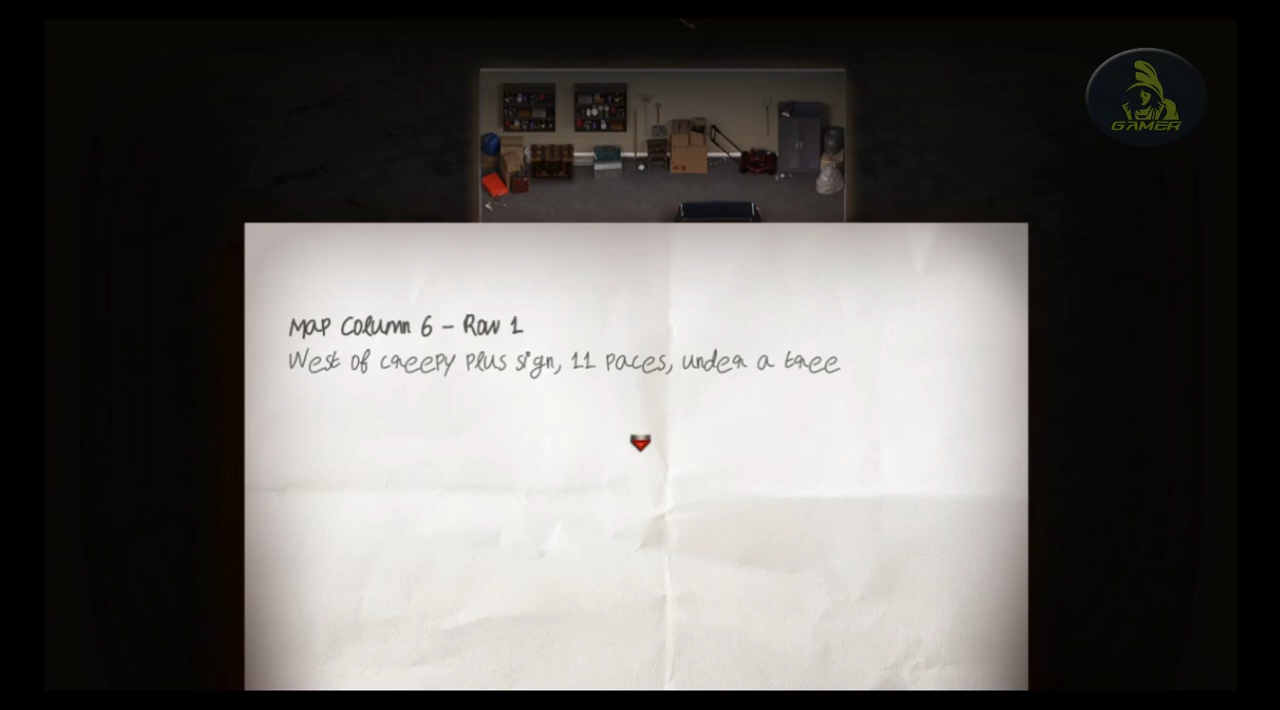 GAMER
Map Column 6 - Row 1
West of creepy plus sign, 11 paces, under a tree